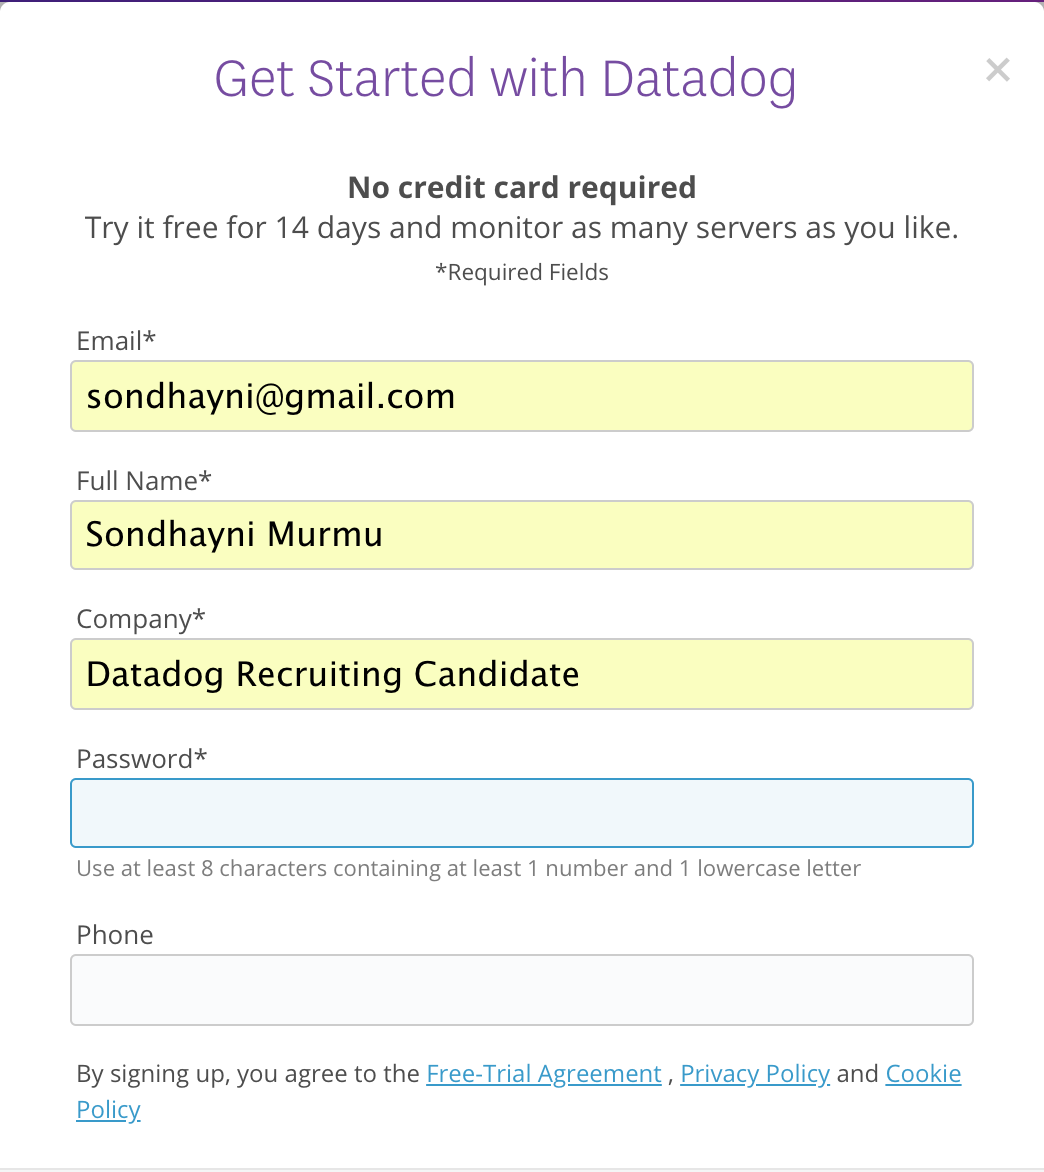 Get Started with Datadog
No credit card required
Try it free for 14 days and monitor as many servers as you like.
*Required Fields
Email*
sondhayni@gmail.com
Full Name*
Sondhayni Murmu
Company*
Datadog Recruiting Candidate
Password*
Use at least 8 characters containing at least 1 number and 1 lowercase letter
Phone
By signing up, you agree to the Free-Trial Agreement , Privacy Policy and Cookie
Policy